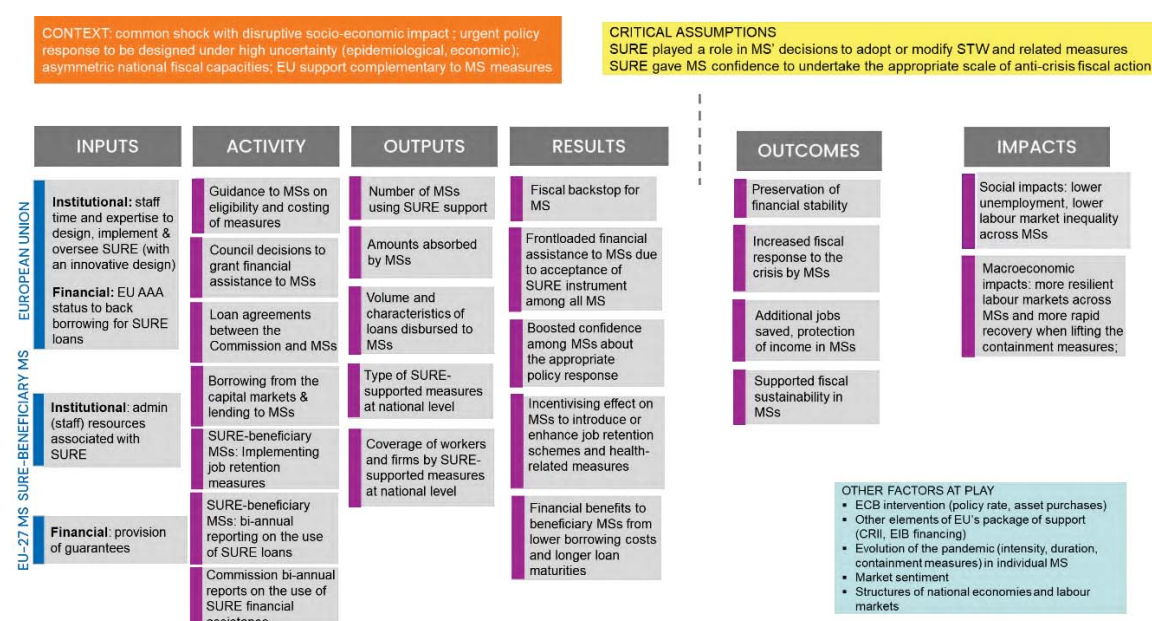 CONTEXT: common shock with disruptive socio-economic impact ; urgent policy
response to be designed under high uncertainty (epidemiological, economic);
asymmetric national fiscal capacities; EU support complementary to MS measures
CRITICAL ASSUMPTIONS
SURE played a role in MS' decisions to adopt or modify STW and related measures
SURE gave MS confidence to undertake the appropriate scale of anti-crisis fiscal action
INPUTS
EUROPEAN UNION
Institutional: staff
time and expertise to
design, implement &
oversee SURE (with
an innovative design)
Financial: EU AAA
status to back
borrowing for SURE
loans
SURE-BENEFICIARY MS
Institutional: admin
(staff) resources
associated with
SURE
EU-27 MS
Financial: provision
of guarantees
ACTIVITY
Guidance to MSs on
eligibility and costing
of measures
Council decisions to
grant financial
assistance to MSs
Loan agreements
between the
Commission and MSs
Borrowing from the
capital markets &
lending to MSs
SURE-beneficiary
MSs: Implementing
job retention
measures
SURE-beneficiary
MSs: bi-annual
reporting on the use
of SURE loans
Commission bi-annual
reports on the use of
SURE financial
OUTPUTS
Number of MSs
using SURE support
Amounts absorbed
by MSs
Volume and
characteristics of
loans disbursed to
MSs
Type of SURE-
supported measures
at national level
Coverage of workers
and firms by SURE-
supported measures
at national level
RESULTS
Fiscal backstop for
MS
Frontloaded financial
assistance to MSs due
to acceptance of
SURE instrument
among all MS
Boosted confidence
among MSs about
the appropriate
policy response
Incentivising effect on
MSs to introduce or
enhance job retention
schemes and health-
related measures
Financial benefits to
beneficiary MSs from
lower borrowing costs
and longer loan
maturities
OUTCOMES
Preservation of
financial stability
Increased fiscal
response to the
crisis by MSs
Additional jobs
saved, protection
of income in MSs
Supported fiscal
sustainability in
MSs
IMPACTS
Social impacts: lower
unemployment, lower
labour market inequality
across MSs
Macroeconomic
impacts: more resilient
labour markets across
MSs and more rapid
recovery when lifting the
containment measures;
OTHER FACTORS AT PLAY
▪ ECB intervention (policy rate, asset purchases)
▪ Other elements of EU's package of support
(CRII, EIB financing)
▪ Evolution of the pandemic (intensity, duration,
containment measures) in individual MS
▪ Market sentiment
▪ Structures of national economies and labour
markets